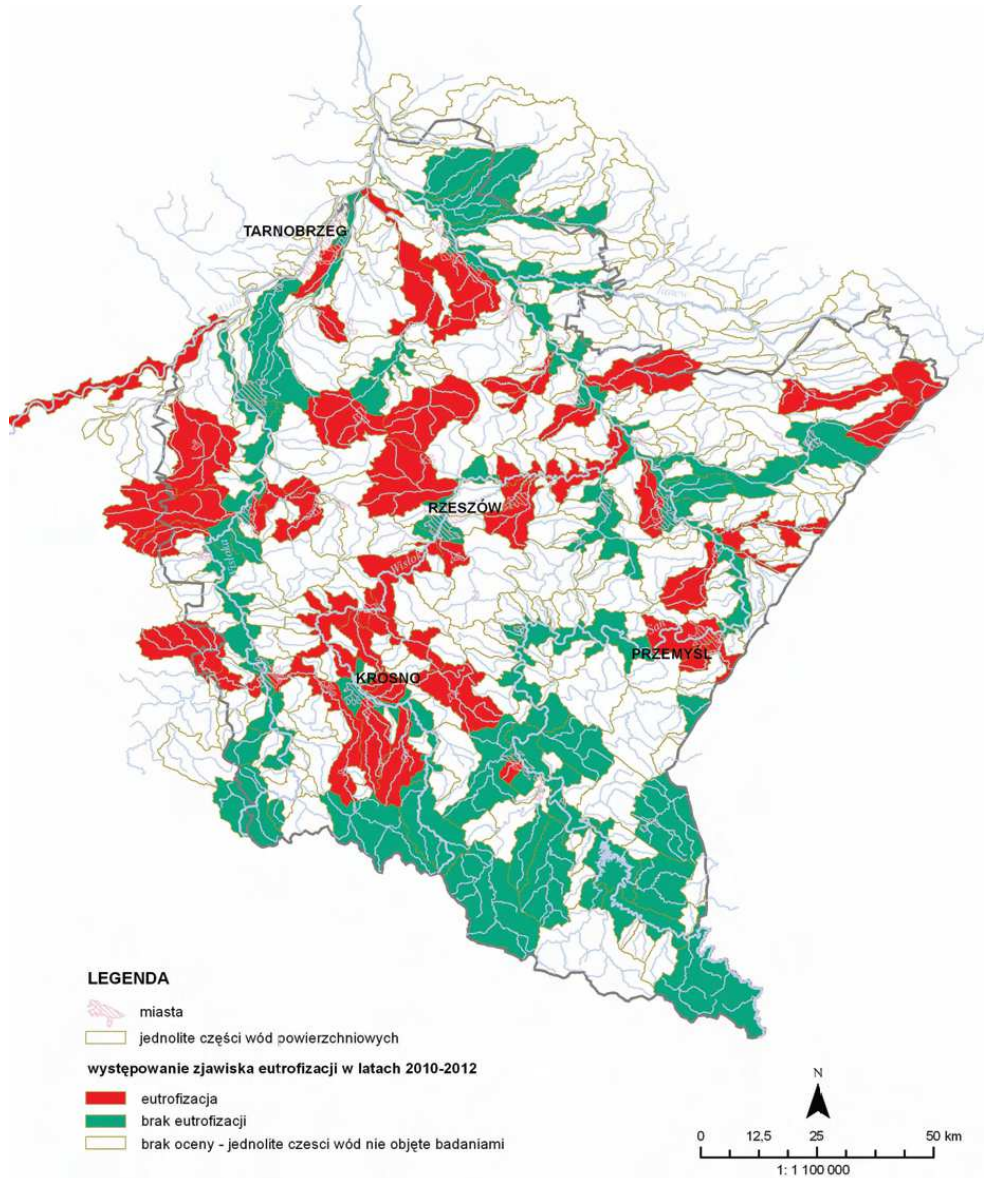 TARNOBRZEG
RZESZÓW
Wisłok
PRZEMYŚL
KROSNO
LEGENDA
miasta
jednolite części wód powierzchniowych
występowanie zjawiska eutrofizacji w latach 2010-2012
eutrofizacja
brak eutrofizacji
brak oceny - jednolite czesci wód nie objęte badaniami
N
0 12,5 25 50 km
1: 1 100 000